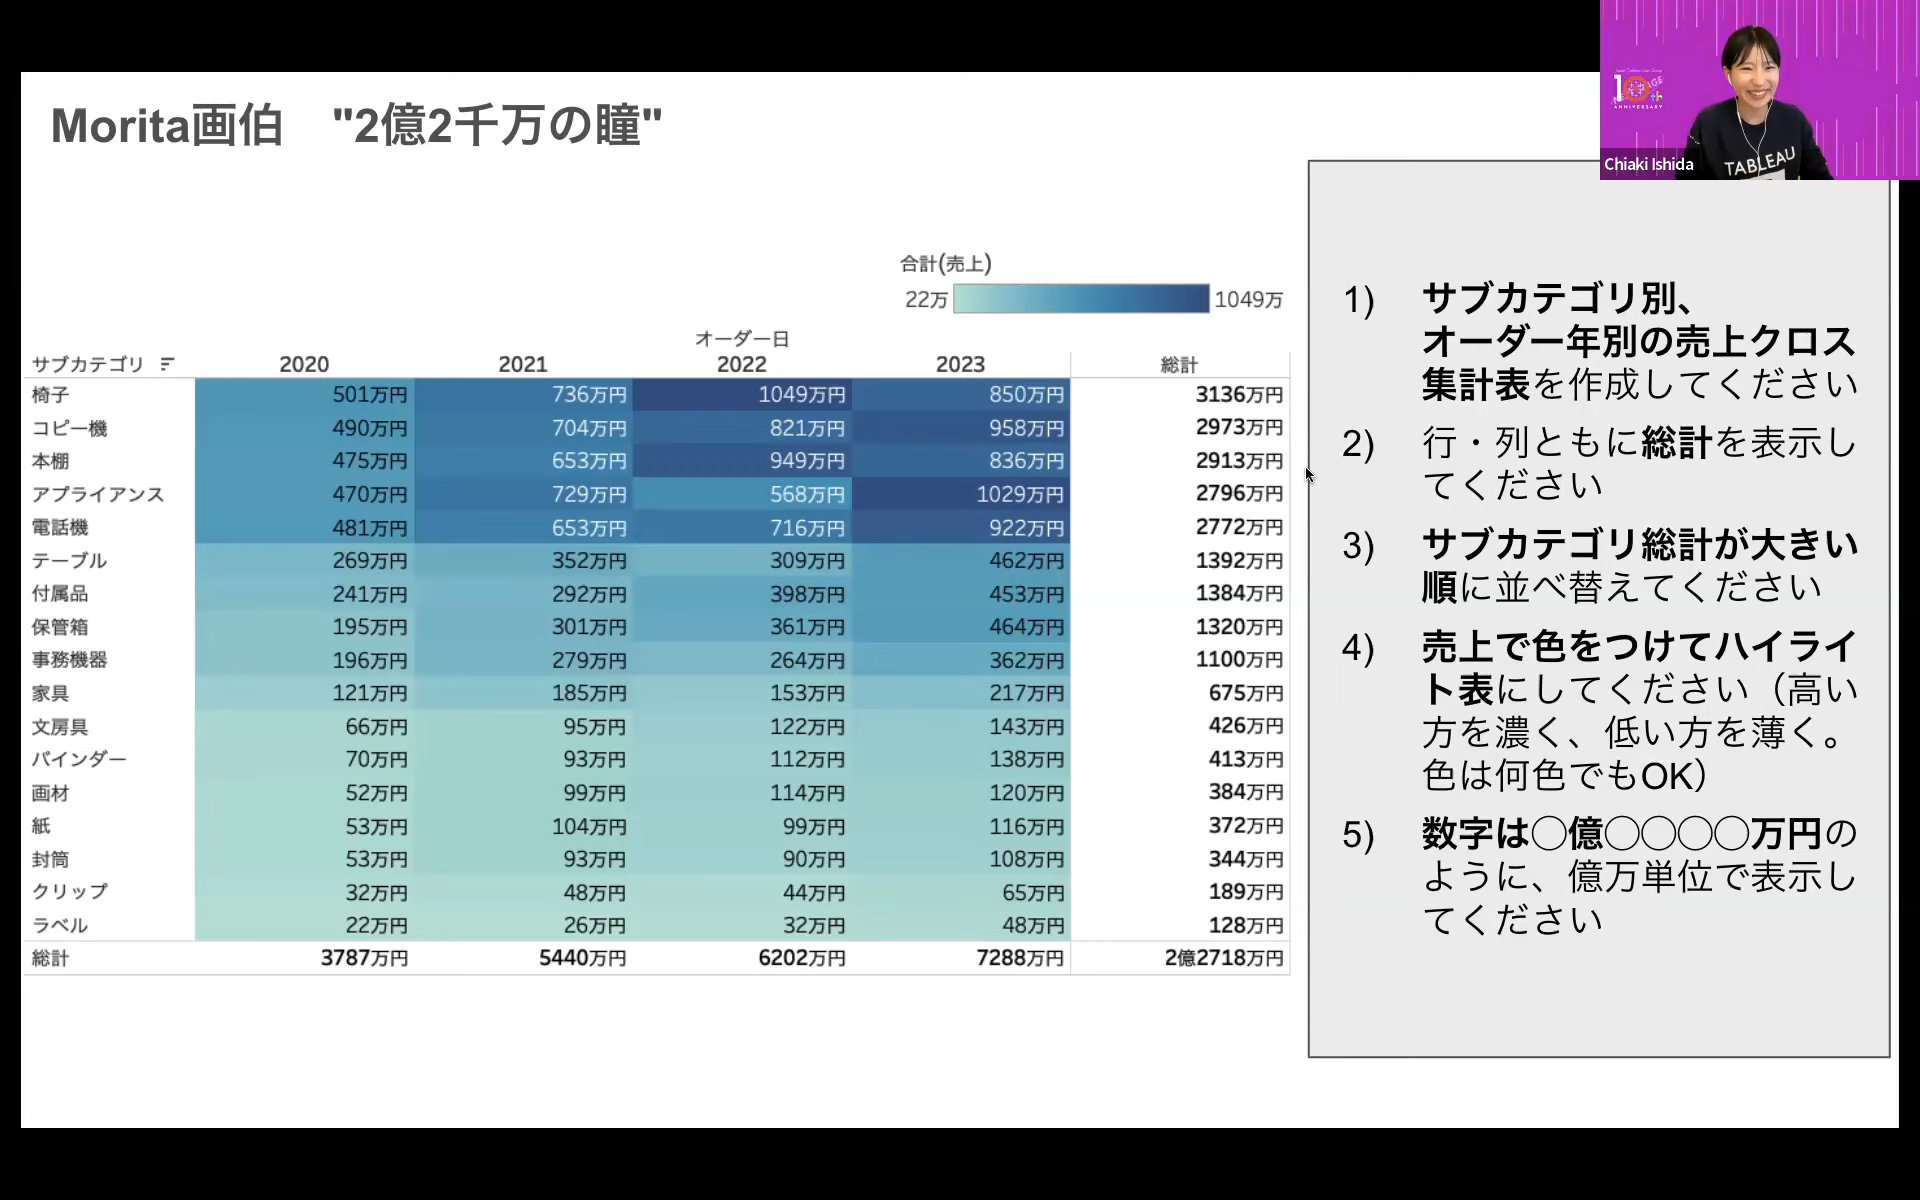 Morita画伯　"2億2千万の瞳"
10th
ANNIVERSARY
TABLEAU
Chiaki Ishida
合計(売上)
22万 1049万
オーダー日
サブカテゴリ 2020 2021 2022 2023 総計
椅子 501万円 736万円 1049万円 850万円 3136万円
コピー機 490万円 704万円 821万円 958万円 2973万円
本棚 475万円 653万円 949万円 836万円 2913万円
アプライアンス 470万円 729万円 568万円 1029万円 2796万円
電話機 481万円 653万円 716万円 922万円 2772万円
テーブル 269万円 352万円 309万円 462万円 1392万円
付属品 241万円 292万円 398万円 453万円 1384万円
保管箱 195万円 301万円 361万円 464万円 1320万円
事務機器 196万円 279万円 264万円 362万円 1100万円
家具 121万円 185万円 153万円 217万円 675万円
文房具 66万円 95万円 122万円 143万円 426万円
バインダー 70万円 93万円 112万円 138万円 413万円
画材 52万円 99万円 114万円 120万円 384万円
紙 53万円 104万円 99万円 116万円 372万円
封筒 53万円 93万円 90万円 108万円 344万円
クリップ 32万円 48万円 44万円 65万円 189万円
ラベル 22万円 26万円 32万円 48万円 128万円
総計 3787万円 5440万円 6202万円 7288万円 2億2718万円
1) サブカテゴリ別、
オーダー年別の売上クロス
集計表を作成してください
2) 行・列ともに総計を表示し
てください
3) サブカテゴリ総計が大きい
順に並べ替えてください
4) 売上で色をつけてハイライ
ト表にしてください（高い
方を濃く、低い方を薄く。
色は何色でもOK）
5) 数字は◯億◯◯◯◯万円の
ように、億万単位で表示し
てください